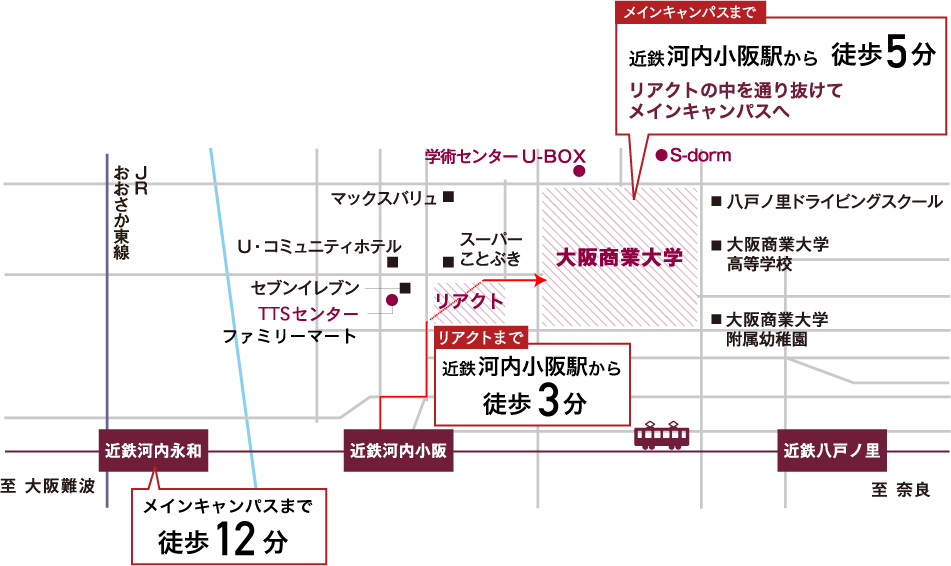 メインキャンパスまで
近鉄 河内小阪駅から 徒歩5分
リアクトの中を通り抜けて
メインキャンパスへ
学術センター U-BOX
S-dorm
JR
おおさか東線
マックスバリュ
八戸ノ里ドライビングスクール
U・コミュニティホテル
スーパー
ことぶき
大阪商業大学
大阪商業大学
高等学校
セブンイレブン
リアクト
TTSセンター
ファミリーマート
大阪商業大学
附属幼稚園
リアクトまで
近鉄 河内小阪駅から
徒歩3分
近鉄河内永和
近鉄河内小阪
近鉄八戸ノ里
至 大阪難波
至 奈良
メインキャンパスまで
徒歩12分